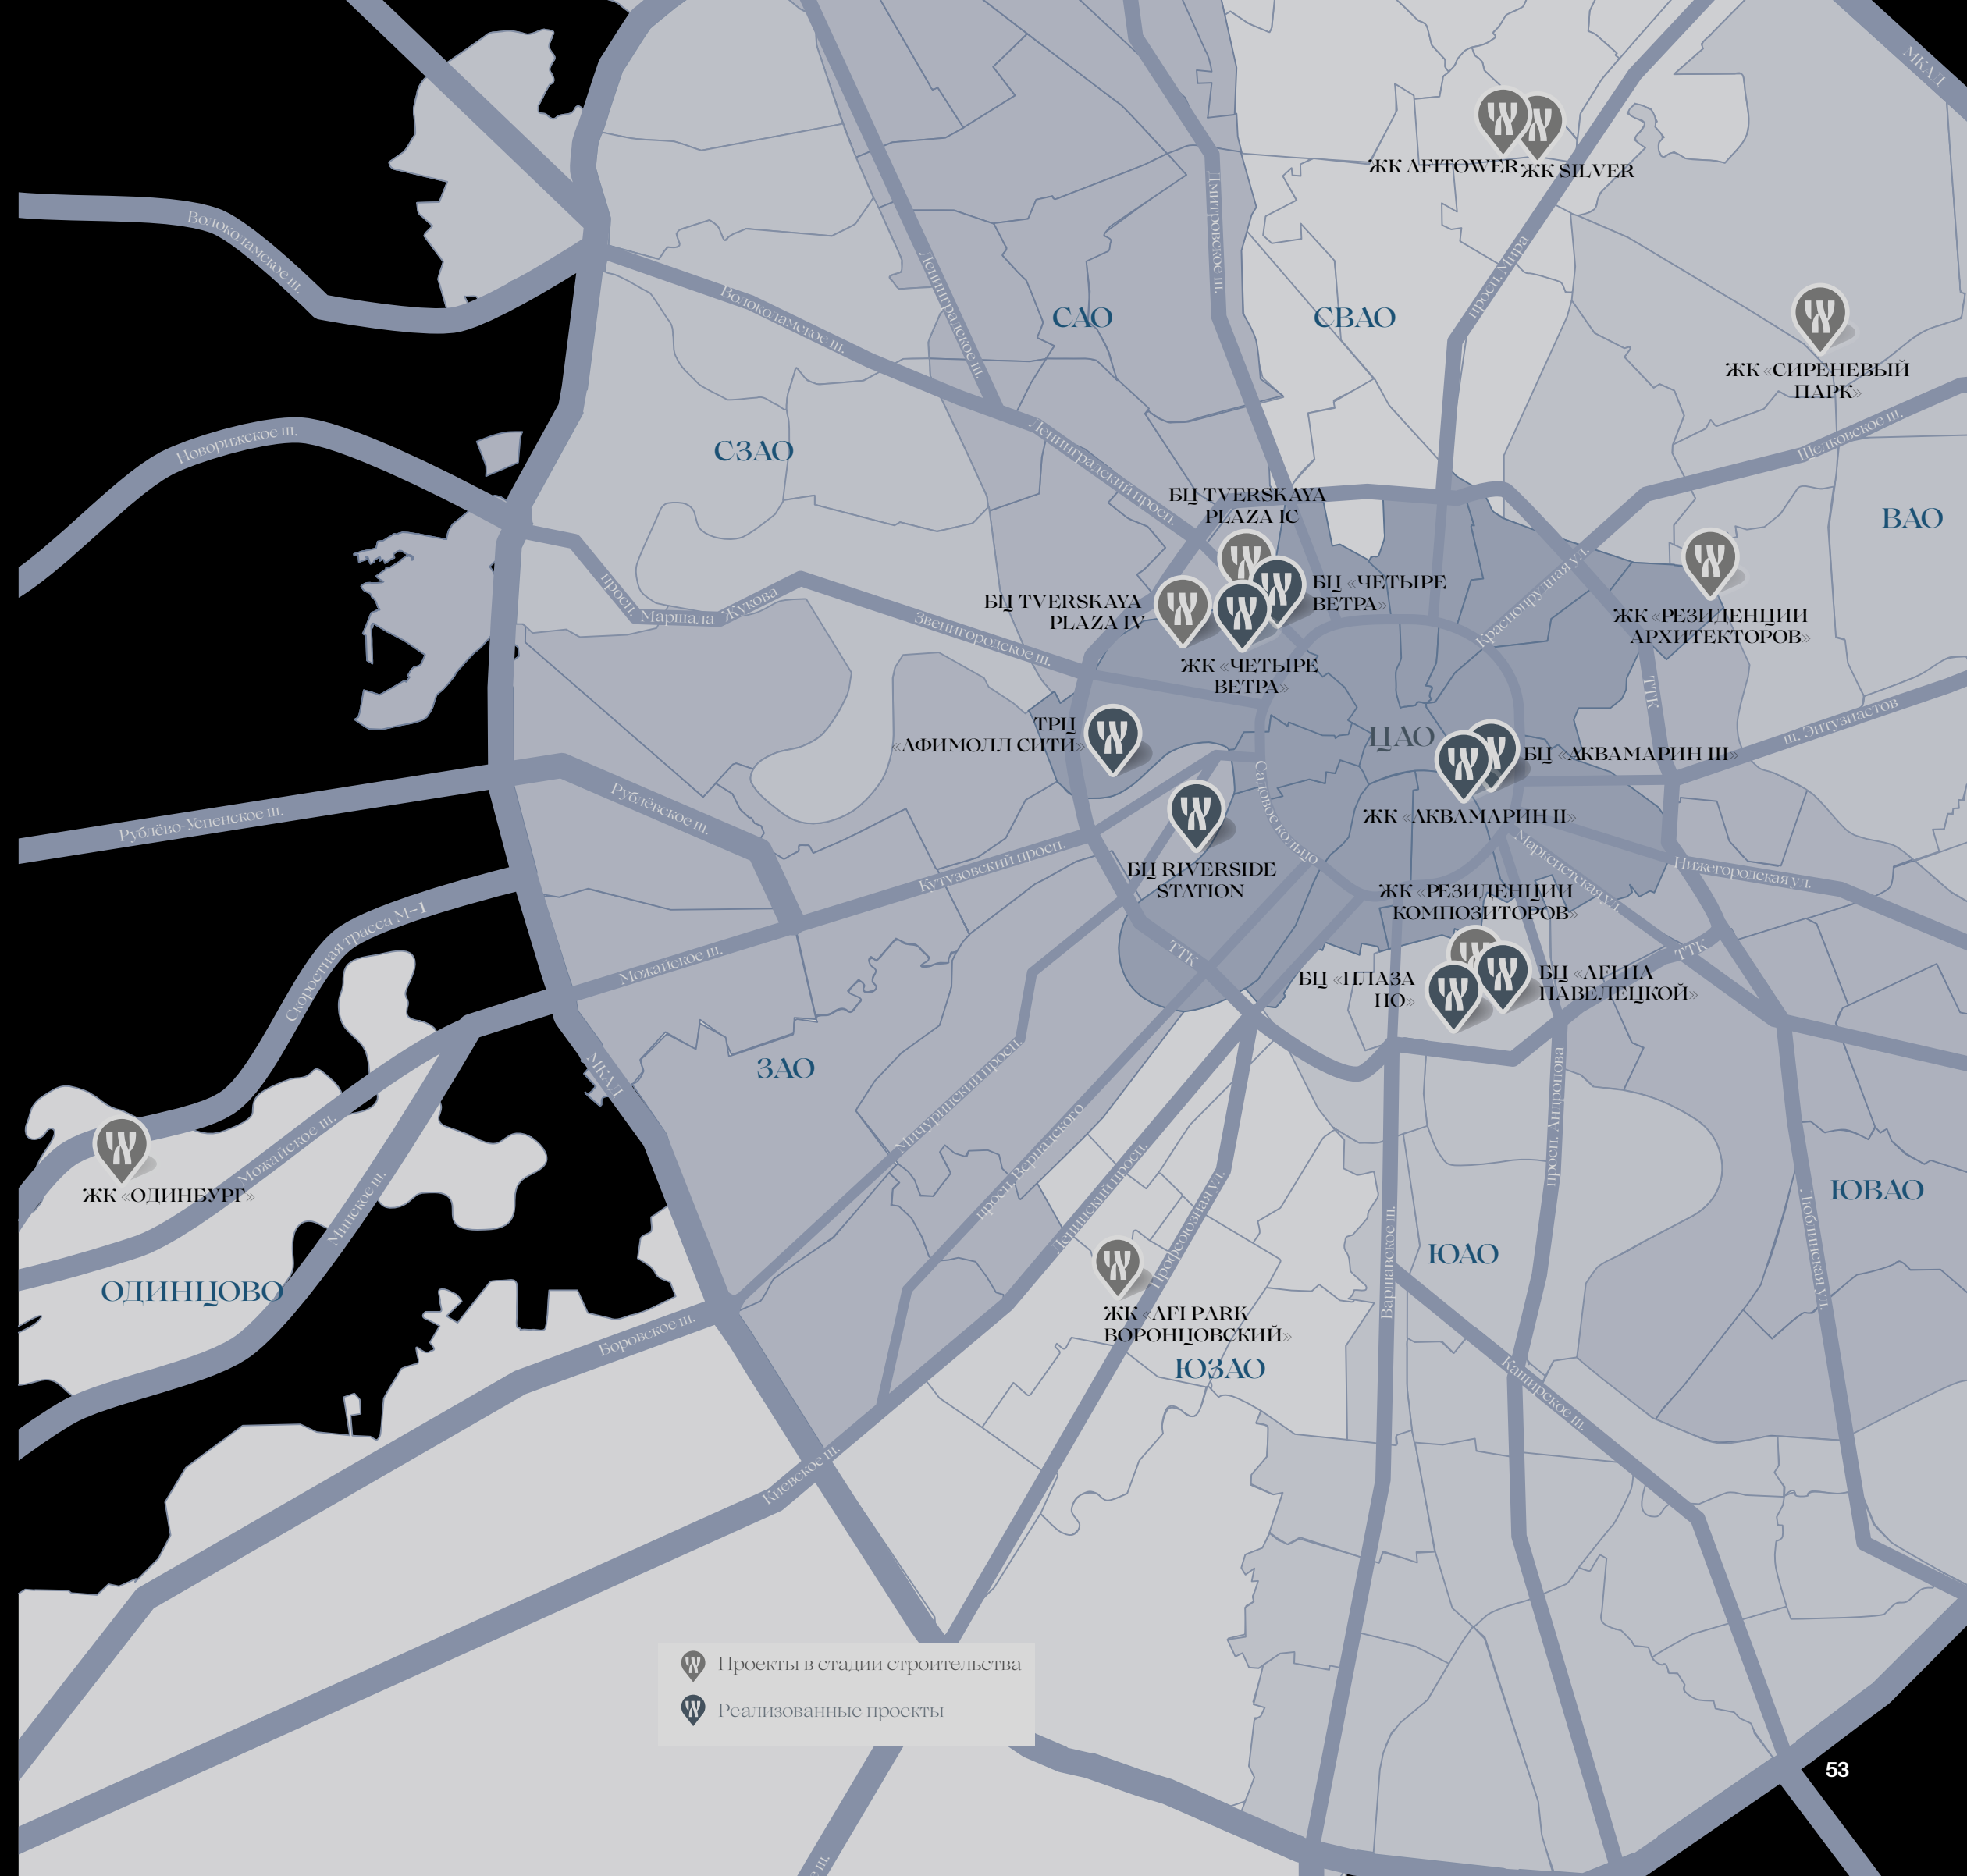 МКАД
ЖК AFITOWER
ЖК SILVER
Волоколамское ш.
Дмитровское ш.
Ленинградское ш.
просп. Мира
Волоколамское ш.
САО
СВАО
ЖК «СИРЕНЕВЫЙ
ПАРК»
Щелковское ш.
Новорижское ш.
СЗАО
Ленинградский просп.
БЦ TVERSKAYA
PLAZA IC
ВАО
Краснопрудная ул.
БЦ «ЧЕТЫРЕ
ВЕТРА»
БЦ TVERSKAYA
PLAZA IV
просп.
Маршала
Жукова
Звенигородское ш.
ЖК «РЕЗИДЕНЦИИ
АРХИТЕКТОРОВ»
ЖК «ЧЕТЫРЕ
ВЕТРА»
ТТК
ТРЦ
«АФИМОЛЛ СИТИ»
ЦАО
БЦ «АКВАМАРИН III»
ш. Энтузиастов
Садовое кольцо
Рублёво Успенское ш.
Рублёвское ш.
ЖК «АКВАМАРИН II»
Кутузовский просп.
БЦ RIVERSIDE
STATION
Марксистская ул.
Нижегородская ул.
ЖК «РЕЗИДЕНЦИИ
КОМПОЗИТОРОВ»
Скоростная трасса М-1
Можайское ш.
ТТК
ТТК
БЦ «ПЛАЗА
НО»
БЦ «AFI НА
ПАВЕЛЕЦКОЙ»
ЗАО
МКАД
Мичуринский просп.
просп. Вернадского
просп. Андропова
Можайское ш.
Ленинский просп.
Профсоюзная ул.
ЖК «ОДИНБУРГ»
Минское ш.
Варшавское ш.
ЮВАО
Люблинская ул.
ЮАО
ОДИНЦОВО
ЖК «AFI PARK
ВОРОНЦОВСКИЙ»
ЮЗАО
Боровское ш.
Каширское ш.
Киевское ш.
Проекты в стадии строительства
Реализованные проекты
53
ш.